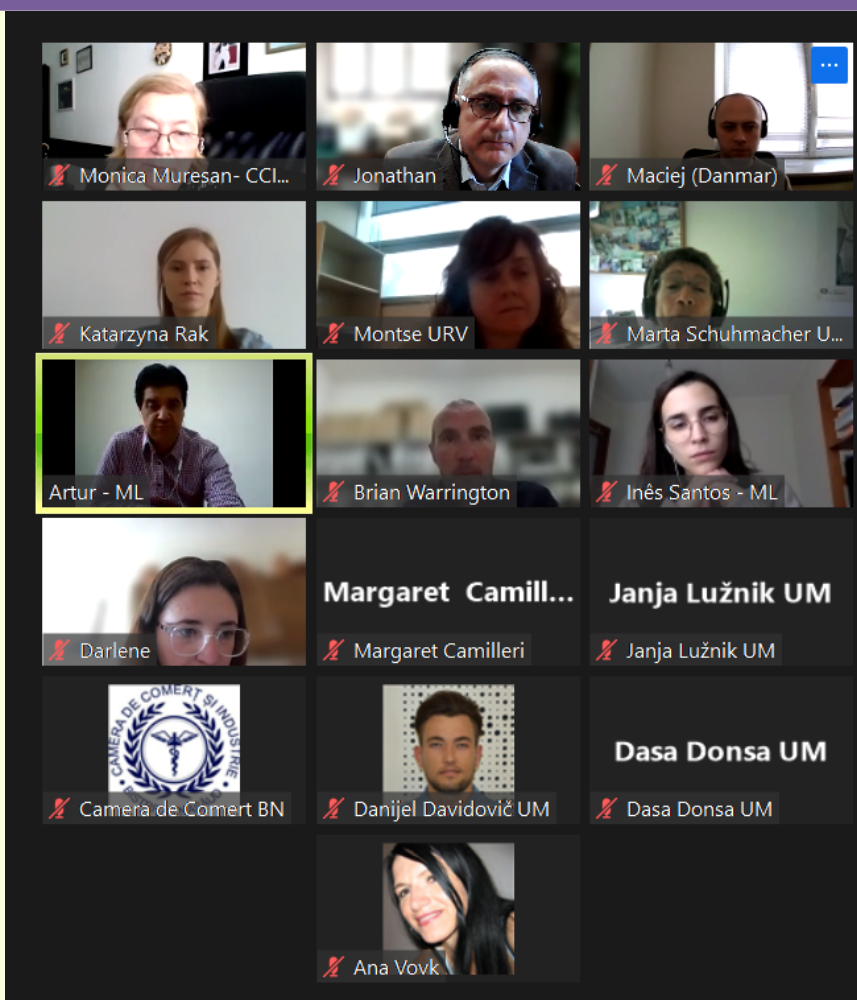 Monica Muresan- CCI...
Jonathan
Maciej (Danmar)
Katarzyna Rak
Montse URV
Marta Schuhmacher U...
Artur - ML
Brian Warrington
Inês Santos - ML
Darlene
Margaret Camill...
Margaret Camilleri
Janja Lužnik UM
Janja Lužnik UM
CAMERA DE COMERT ȘI INDUSTRIE
Camera de Comert BN
Danijel Davidovič UM
Dasa Donsa UM
Dasa Donsa UM
Ana Vovk